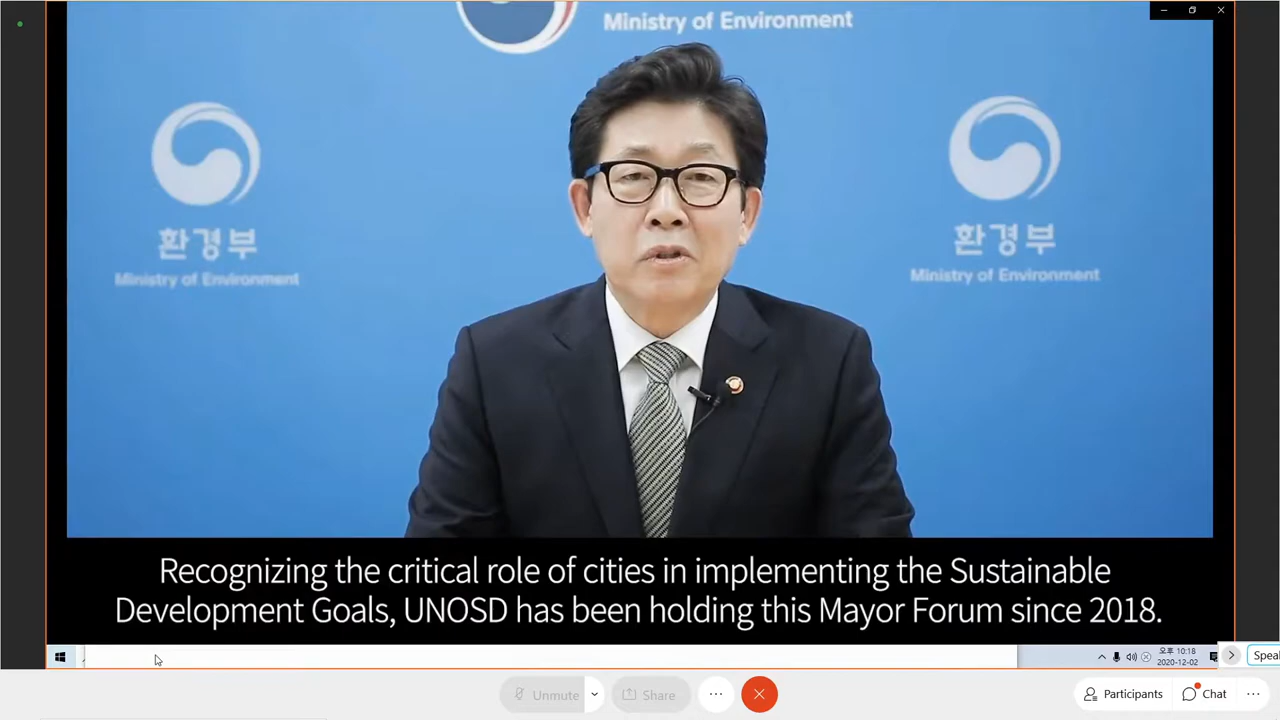 Ministry of Environment
환경부
Ministry of Environment
환경부
Ministry of Environment
Recognizing the critical role of cities in implementing the Sustainable
Development Goals, UNOSD has been holding this Mayor Forum since 2018.
오후 10:18
2020-12-02
Speak
Unmute
Share
Participants
Chat